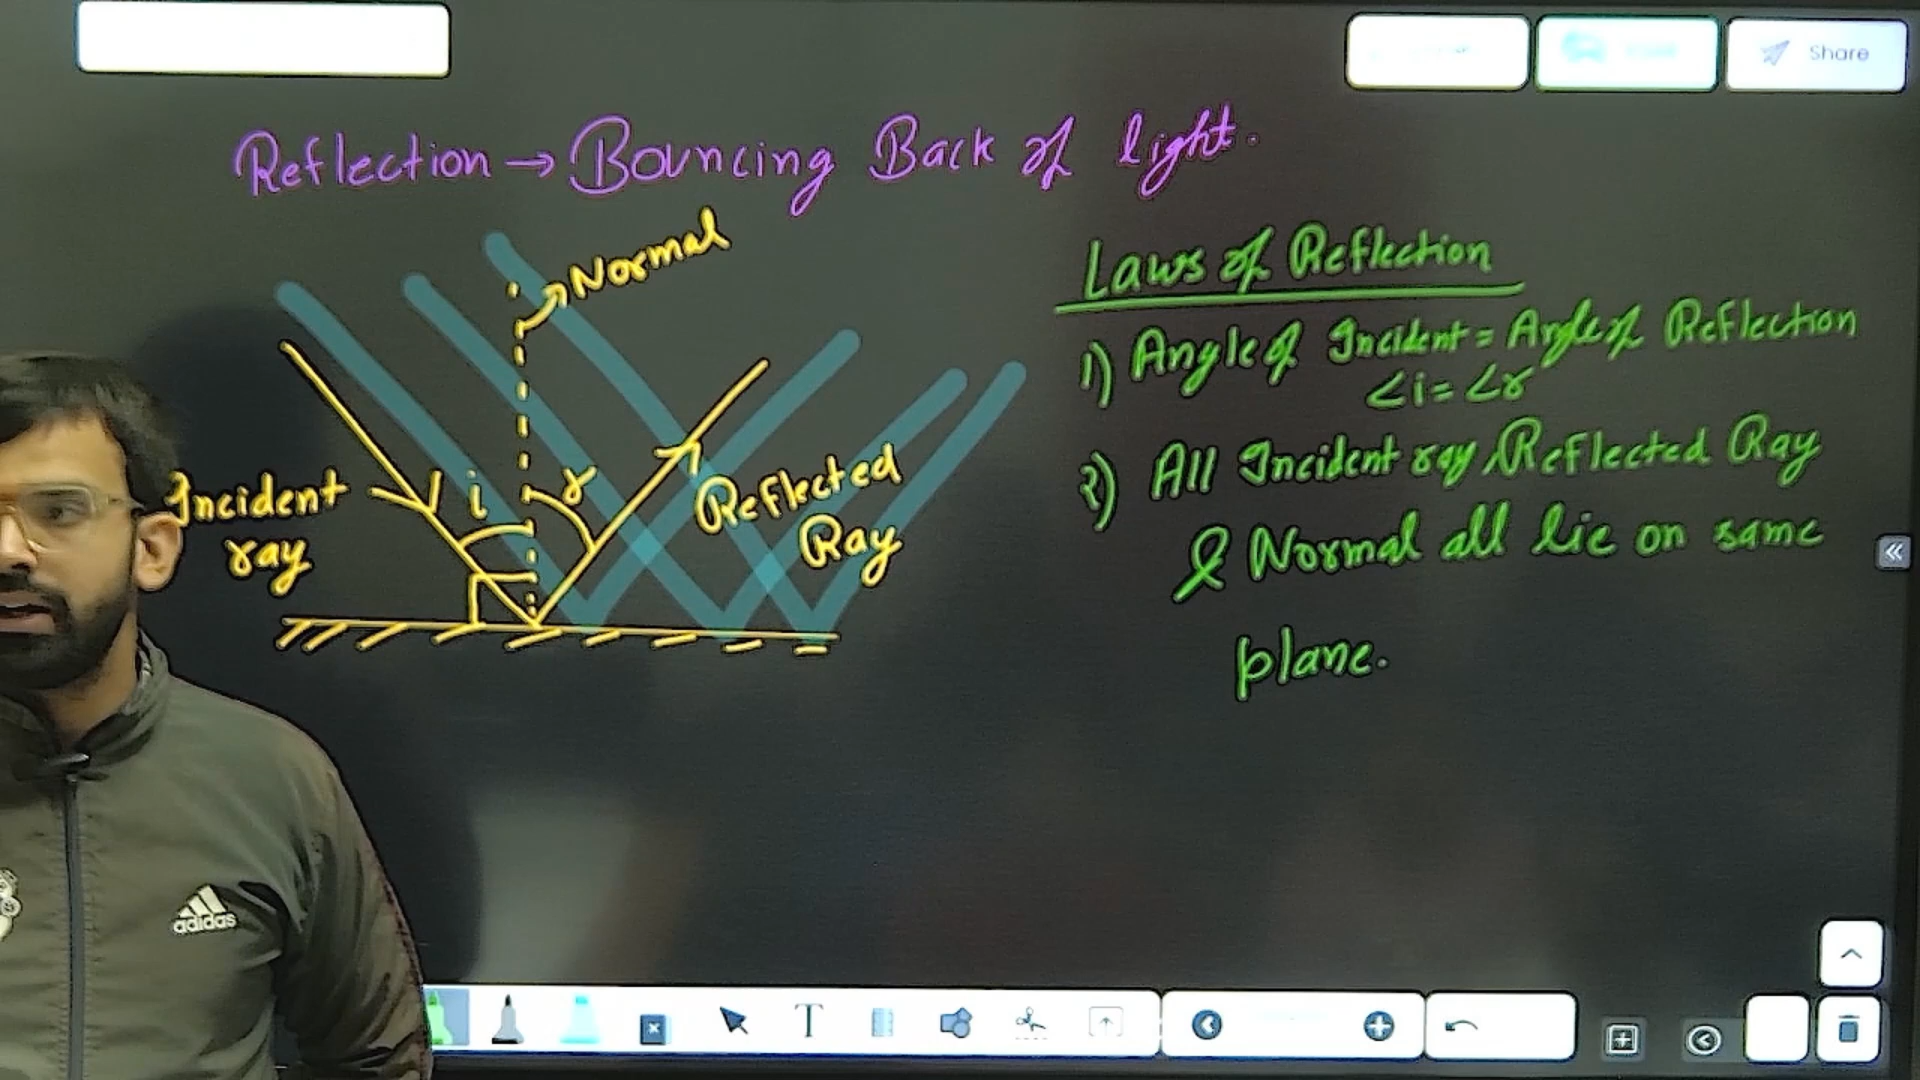 Share
Reflection → Bouncing Back of light.
Normal
Laws of Reflection
1) Angle of Incident = Angle of Reflection
∠i = ∠r
2) All Incident ray, Reflected Ray
& Normal all lie on same
plane.
Incident
ray
i
r
Reflected
Ray
adidas
T